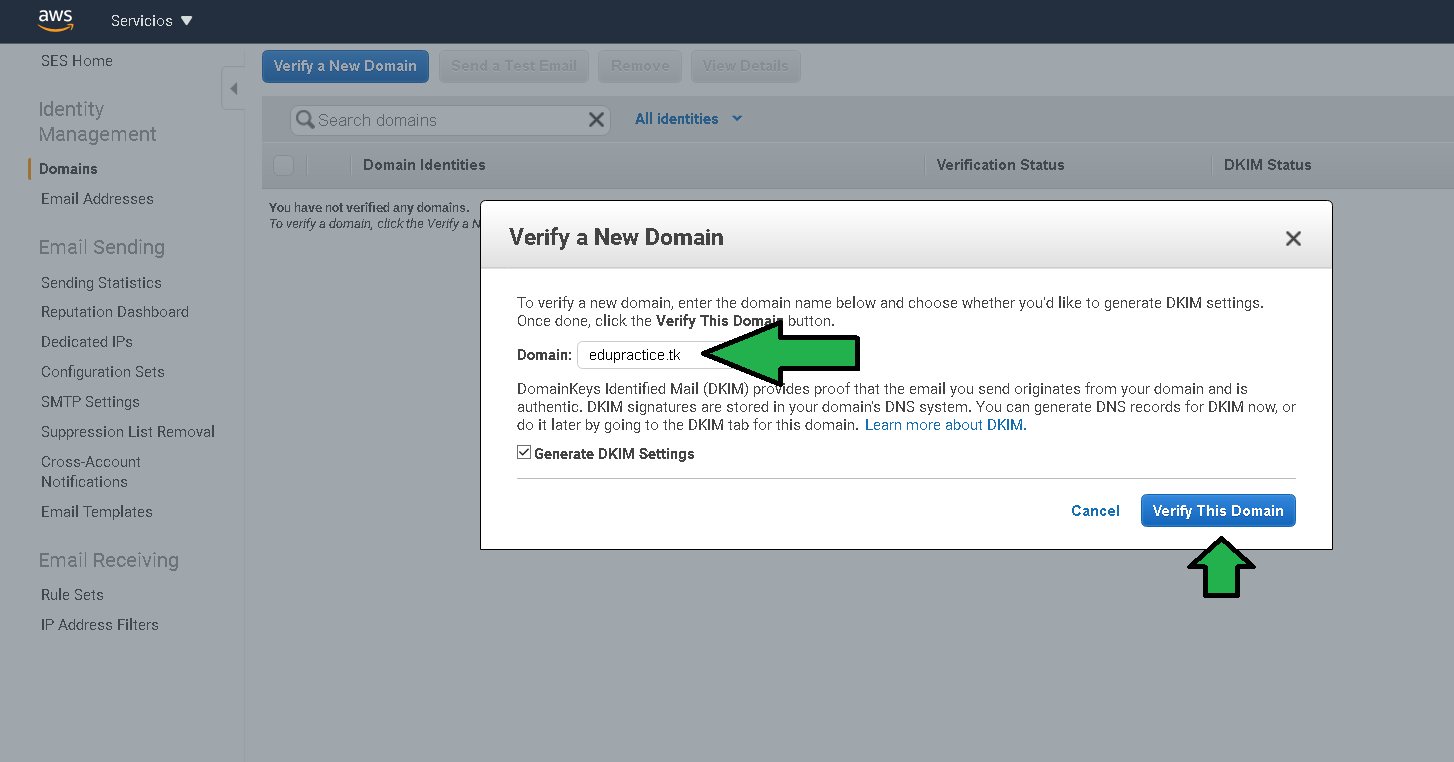 aws
Servicios
SES Home
Identity
Management
Domains
Email Addresses
Email Sending
Sending Statistics
Reputation Dashboard
Dedicated IPs
Configuration Sets
SMTP Settings
Suppression List Removal
Cross-Account
Notifications
Email Templates
Email Receiving
Rule Sets
IP Address Filters
Verify a New Domain
Send a Test Email
Remove
View Details
Search domains
All identities
Domain Identities
Verification Status
DKIM Status
You have not verified any domains.
To verify a domain, click the Verify a
Verify a New Domain
To verify a new domain, enter the domain name below and choose whether you'd like to generate DKIM settings.
Once done, click the Verify This Domain button.
Domain: edupractice.tk
DomainKeys Identified Mail (DKIM) provides proof that the email you send originates from your domain and is
authentic. DKIM signatures are stored in your domain's DNS system. You can generate DNS records for DKIM now, or
do it later by going to the DKIM tab for this domain. Learn more about DKIM.
Generate DKIM Settings
Cancel
Verify This Domain